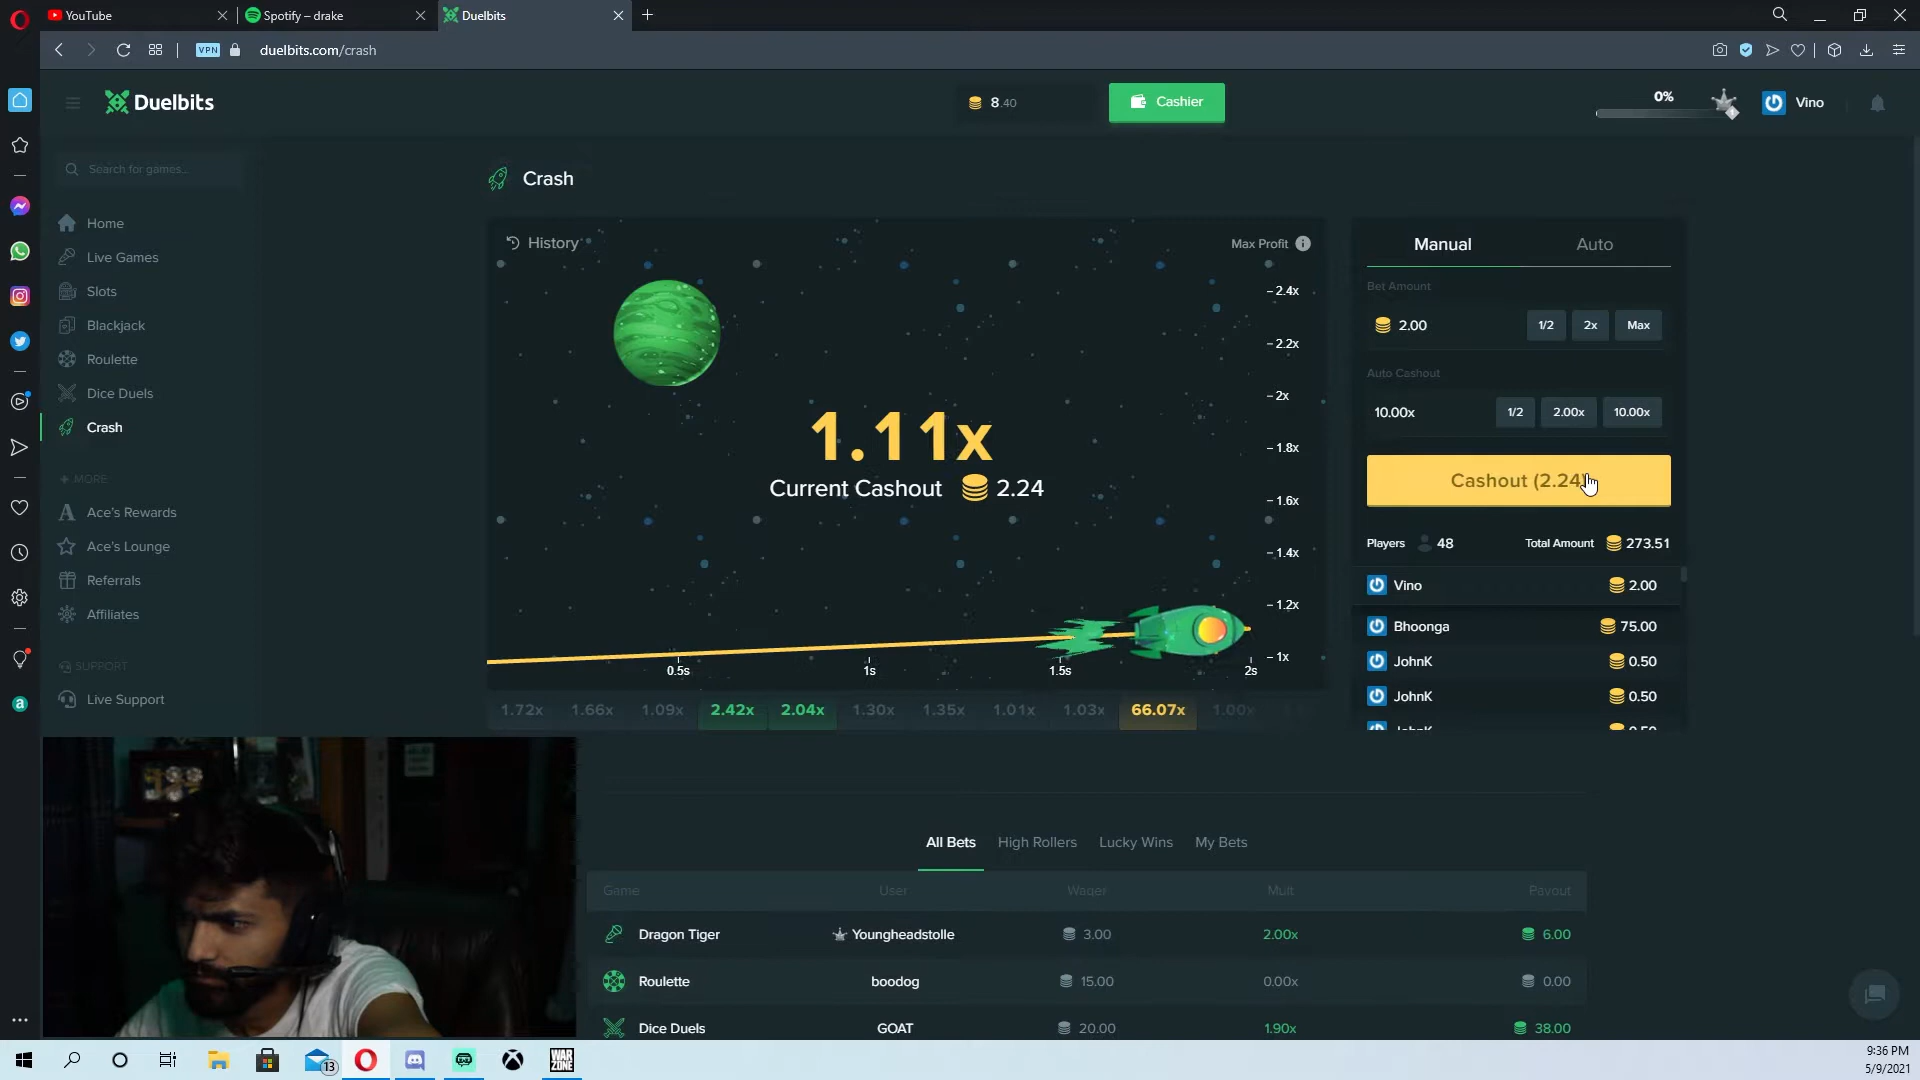 YouTube
Spotify – drake
Duelbits
VPN
duelbits.com/crash
Duelbits
8.40
Cashier
0%
Vino
Search for games...
Home
Live Games
Slots
Blackjack
Roulette
Dice Duels
Crash
MORE
Ace's Rewards
Ace's Lounge
Referrals
Affiliates
SUPPORT
Live Support
Crash
History
Max Profit
2.4x
2.2x
2x
1.8x
1.6x
1.4x
1.2x
1x
1.11x
Current Cashout 2.24
0.5s 1s 1.5s 2s
1.72x 1.66x 1.09x 2.42x 2.04x 1.30x 1.35x 1.01x 1.03x 66.07x 1.00x
Manual Auto
Bet Amount
2.00 1/2 2x Max
Auto Cashout
10.00x 1/2 2.00x 10.00x
Cashout (2.24)
Players 48 Total Amount 273.51
Vino 2.00
Bhoonga 75.00
JohnK 0.50
JohnK 0.50
JohnK 0.50
All Bets High Rollers Lucky Wins My Bets
Game User Wager Mult Payout
Dragon Tiger Youngheadstolle 3.00 2.00x 6.00
Roulette boodog 15.00 0.00x 0.00
Dice Duels GOAT 20.00 1.90x 38.00
13
WAR
ZONE
9:36 PM
5/9/2021